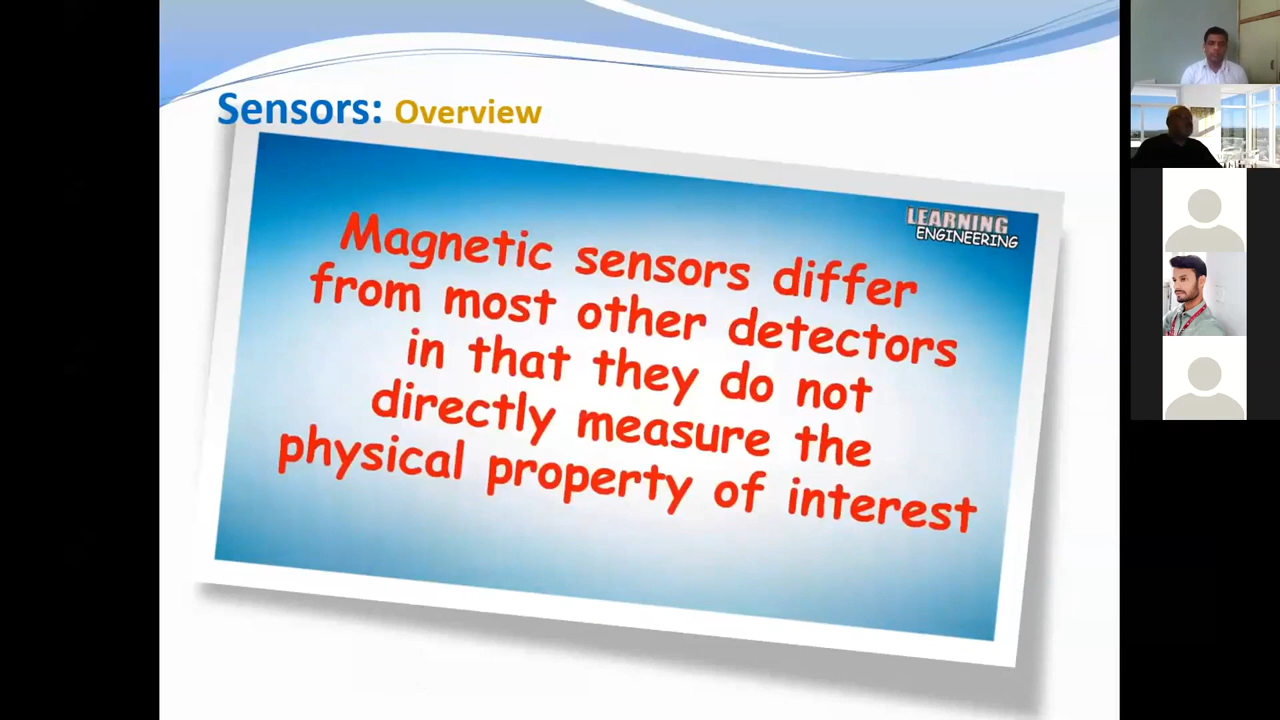 Sensors: Overview
LEARNING
ENGINEERING
Magnetic sensors differ
from most other detectors
in that they do not
directly measure the
physical property of interest